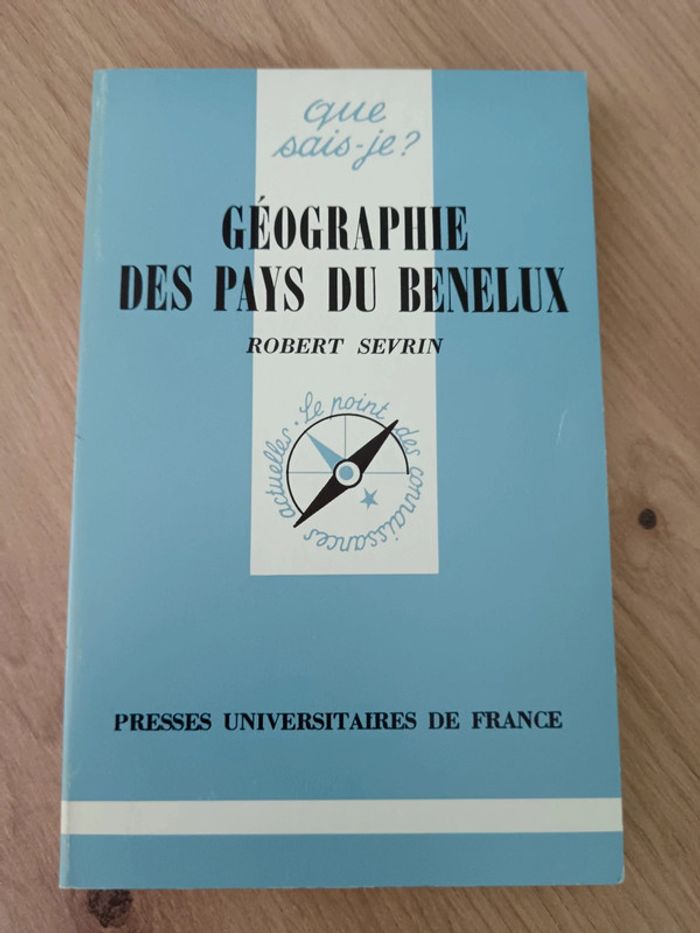 que
sais-je?
GÉOGRAPHIE
DES PAYS DU BENELUX
ROBERT SEVRIN
Le point des connaissances actuelles.
PRESSES UNIVERSITAIRES DE FRANCE